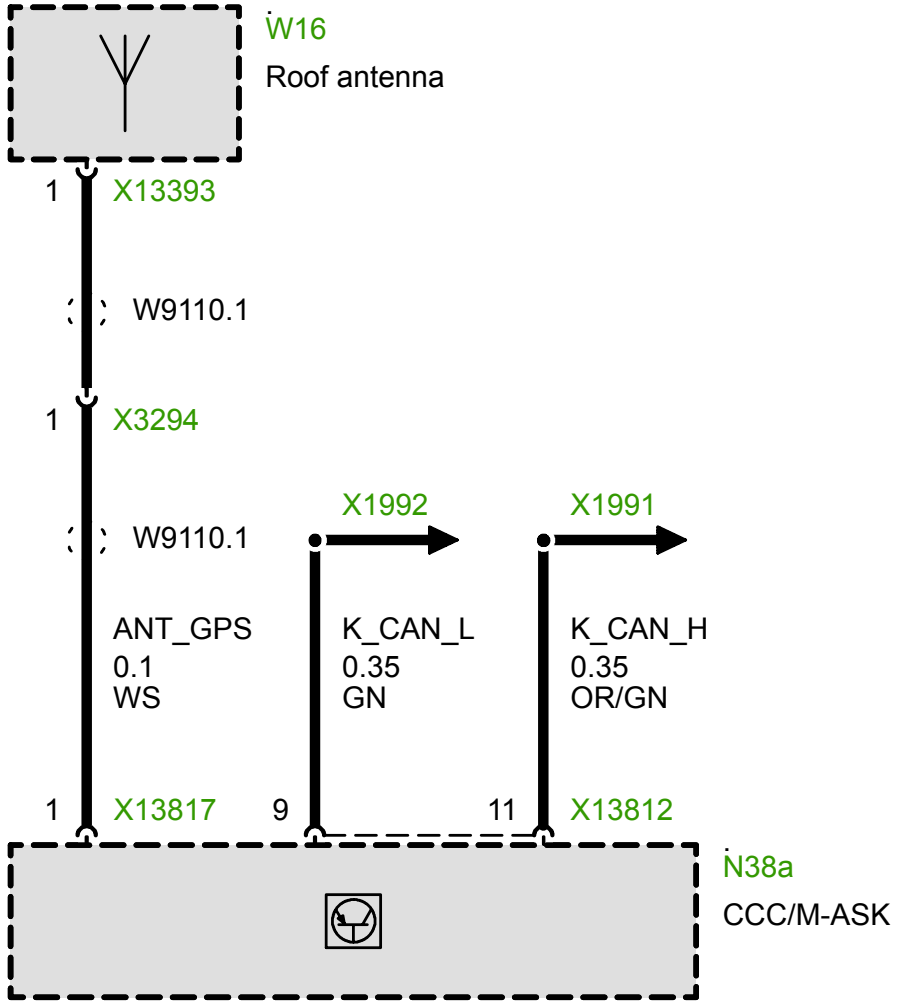 W16
Roof antenna
1 X13393
W9110.1
1 X3294
X1992 X1991
W9110.1
ANT_GPS K_CAN_L K_CAN_H
0.1 0.35 0.35
WS GN OR/GN
1 X13817 9 11 X13812
N38a
CCC/M-ASK